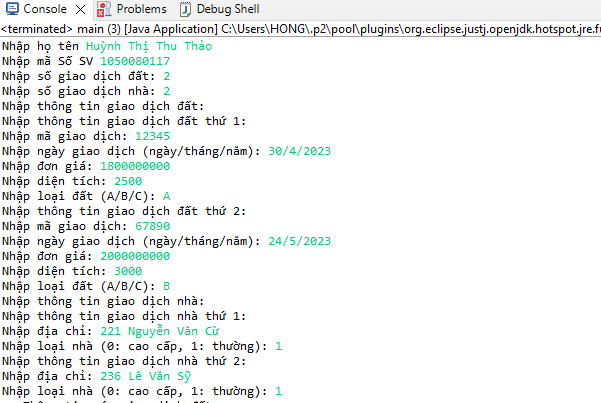 Console Problems Debug Shell
<terminated> main (3) [Java Application] C:\Users\HONG\.p2\pool\plugins\org.eclipse.justj.openjdk.hotspot.jre.fu
Nhập họ tên Huỳnh Thị Thu Thảo
Nhập mã Số SV 1050080117
Nhập số giao dịch đất: 2
Nhập số giao dịch nhà: 2
Nhập thông tin giao dịch đất:
Nhập thông tin giao dịch đất thứ 1:
Nhập mã giao dịch: 12345
Nhập ngày giao dịch (ngày/tháng/năm): 30/4/2023
Nhập đơn giá: 1800000000
Nhập diện tích: 2500
Nhập loại đất (A/B/C): A
Nhập thông tin giao dịch đất thứ 2:
Nhập mã giao dịch: 67890
Nhập ngày giao dịch (ngày/tháng/năm): 24/5/2023
Nhập đơn giá: 2000000000
Nhập diện tích: 3000
Nhập loại đất (A/B/C): B
Nhập thông tin giao dịch nhà:
Nhập thông tin giao dịch nhà thứ 1:
Nhập địa chỉ: 221 Nguyễn Văn Cừ
Nhập loại nhà (0: cao cấp, 1: thường): 1
Nhập thông tin giao dịch nhà thứ 2:
Nhập địa chỉ: 236 Lê Văn Sỹ
Nhập loại nhà (0: cao cấp, 1: thường): 1